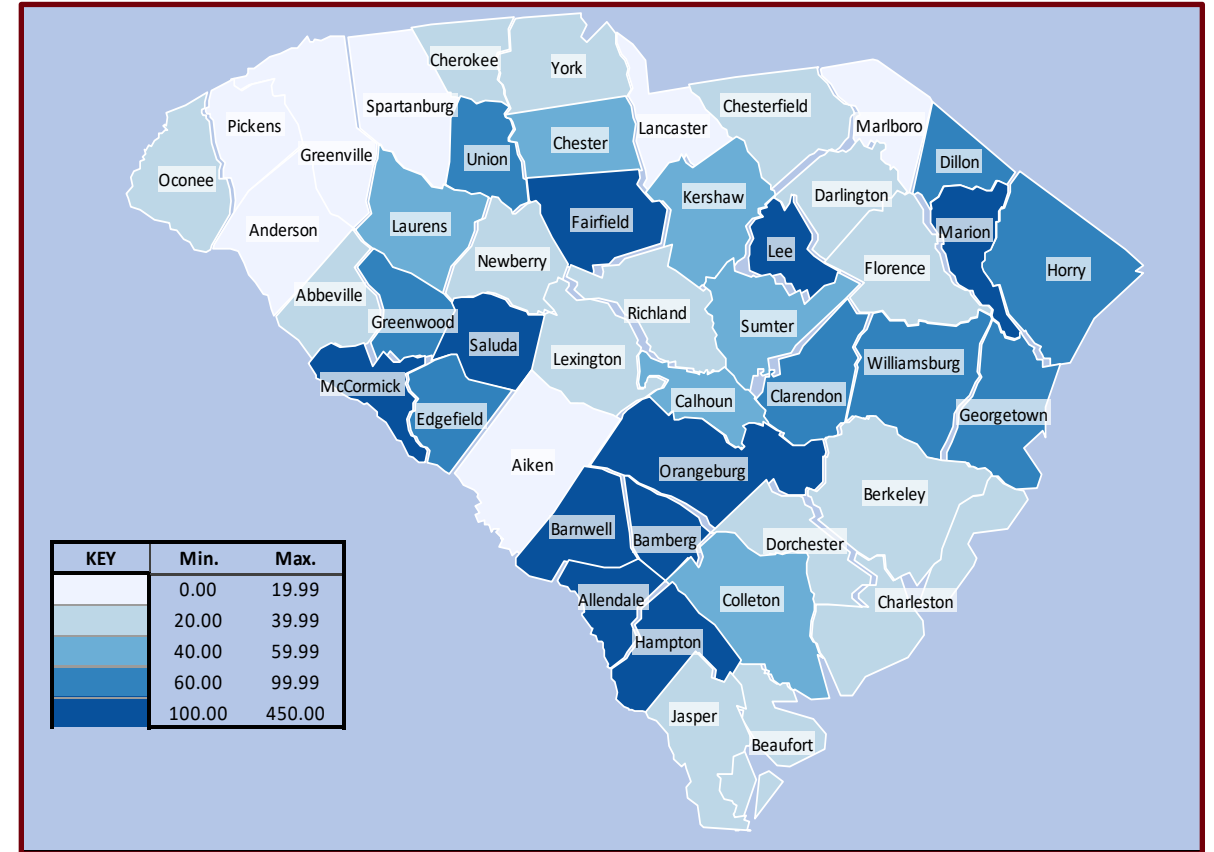 Cherokee
York
Spartanburg
Chesterfield
Pickens
Lancaster
Marlboro
Greenville
Chester
Union
Dillon
Oconee
Kershaw
Darlington
Anderson
Laurens
Fairfield
Marion
Lee
Newberry
Florence
Horry
Abbeville
Richland
Greenwood
Sumter
Saluda
Lexington
Williamsburg
McCormick
Edgefield
Calhoun
Clarendon
Georgetown
Aiken
Orangeburg
Berkeley
Barnwell
Bamberg
Dorchester
Allendale
Colleton
Charleston
Hampton
Jasper
Beaufort
KEY Min. Max.
0.00 19.99
20.00 39.99
40.00 59.99
60.00 99.99
100.00 450.00